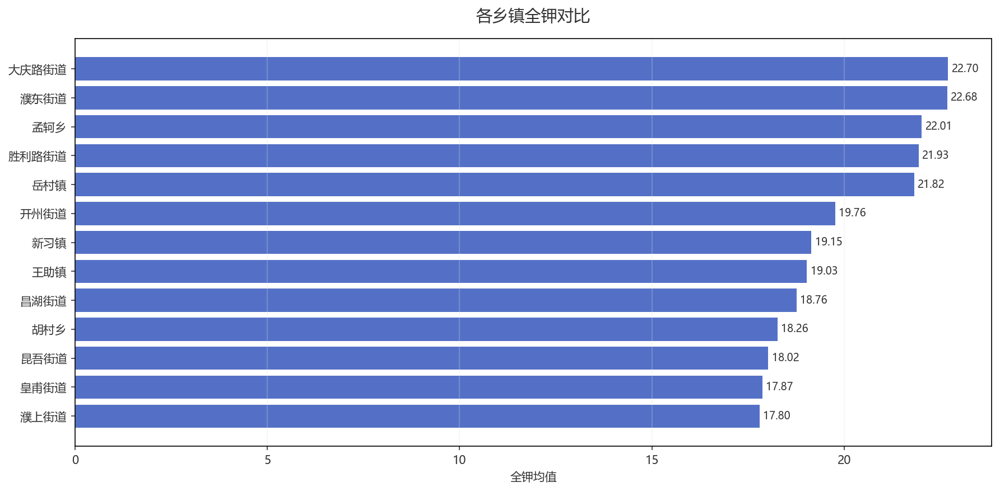 各乡镇全钾对比
大庆路街道 22.70
濮东街道 22.68
孟轲乡 22.01
胜利路街道 21.93
岳村镇 21.82
开州街道 19.76
新习镇 19.15
王助镇 19.03
昌湖街道 18.76
胡村乡 18.26
昆吾街道 18.02
皇甫街道 17.87
濮上街道 17.80
0 5 10 15 20
全钾均值